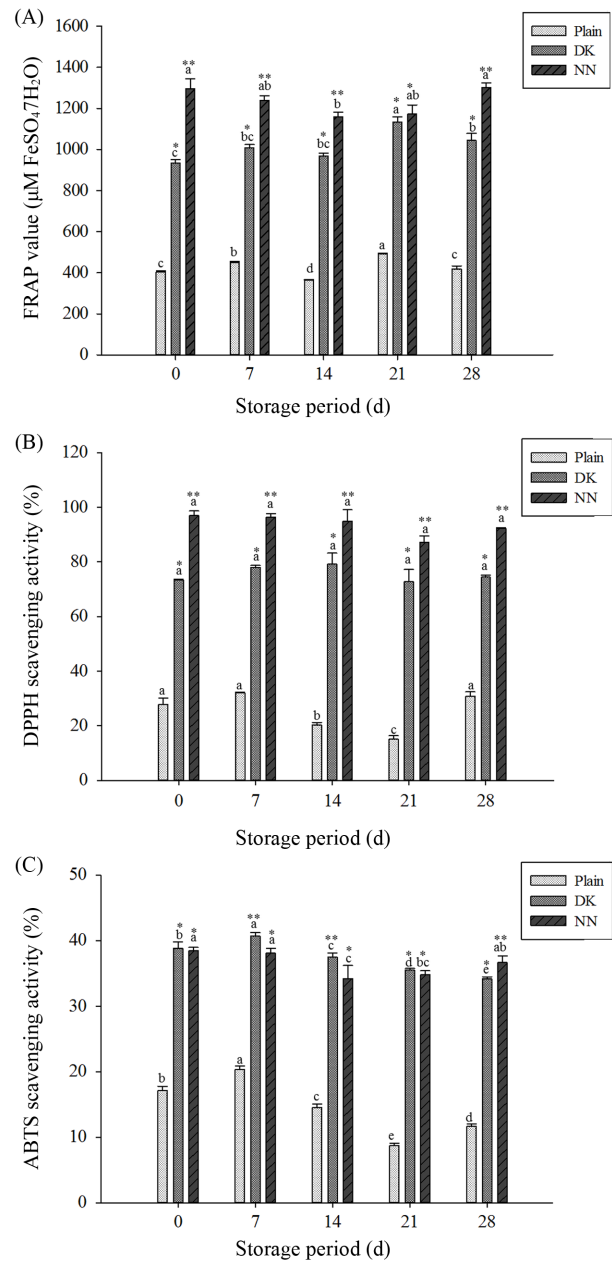 (A)
Plain
DK
NN
FRAP value (μM FeSO₄7H₂O)
1600
1400
1200
1000
800
600
400
200
0
** ** ** * * * **
a ab b a ab a
* * * * *
c bc bc a b
c b d a c
0 7 14 21 28
Storage period (d)
(B)
Plain
DK
NN
DPPH scavenging activity (%)
120
100
80
60
40
20
0
** ** ** ** **
a a a a a
* * * * *
a a a a a
a a b c a
0 7 14 21 28
Storage period (d)
(C)
Plain
DK
NN
ABTS scavenging activity (%)
50
40
30
20
10
0
* * ** * ** * * * * **
b a a a c c d bc e ab
b a c e d
0 7 14 21 28
Storage period (d)